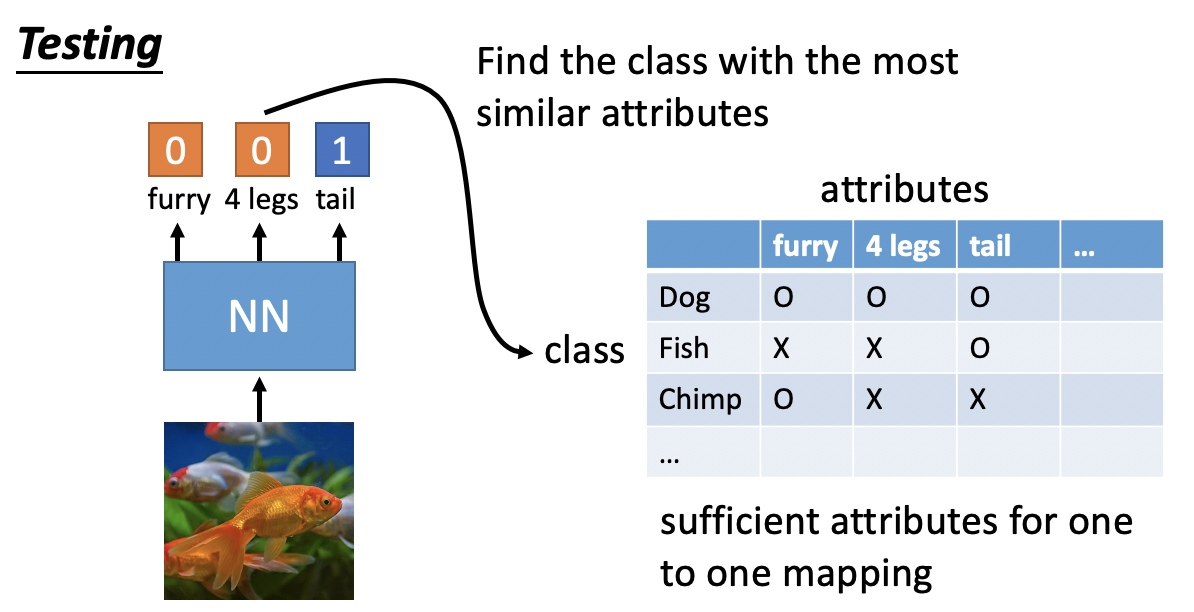 Testing
Find the class with the most
similar attributes
0 0 1
furry 4 legs tail
NN
class
attributes
furry 4 legs tail ...
Dog O O O
Fish X X O
Chimp O X X
...
sufficient attributes for one
to one mapping